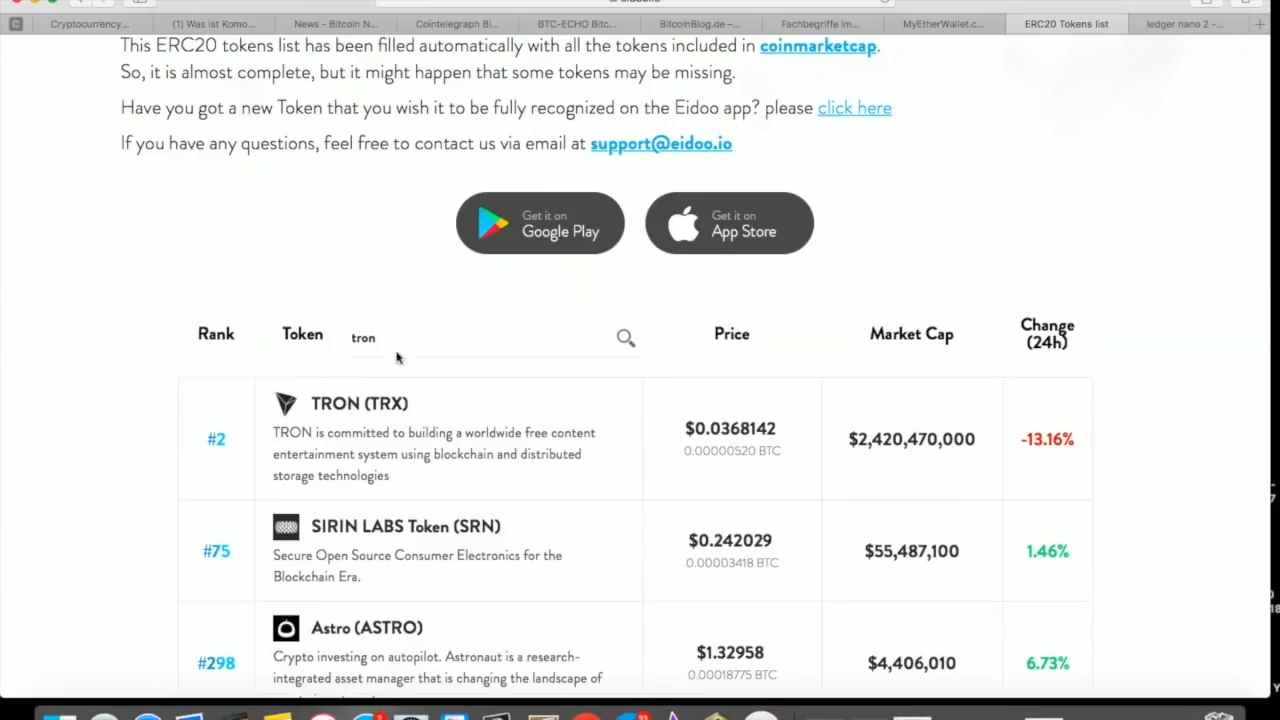 Cryptocurrency...
(1) Was ist Komo...
News - Bitcoin N...
Cointelegraph Bi...
BTC-ECHO Bitc...
BitcoinBlog.de –...
Fachbegriffe im...
MyEtherWallet.c...
ERC20 Tokens list
ledger nano 2 -...
This ERC20 tokens list has been filled automatically with all the tokens included in coinmarketcap.
So, it is almost complete, but it might happen that some tokens may be missing.
Have you got a new Token that you wish it to be fully recognized on the Eidoo app? please click here
If you have any questions, feel free to contact us via email at support@eidoo.io
Get it on
Google Play
Get it on
App Store
Rank Token tron Price Market Cap Change
(24h)
TRON (TRX)
#2 TRON is committed to building a worldwide free content
entertainment system using blockchain and distributed
storage technologies
$0.0368142
0.00000520 BTC
$2,420,470,000
-13.16%
SIRIN LABS Token (SRN)
#75 Secure Open Source Consumer Electronics for the
Blockchain Era.
$0.242029
0.00003418 BTC
$55,487,100
1.46%
Astro (ASTRO)
#298 Crypto investing on autopilot. Astronaut is a research-
integrated asset manager that is changing the landscape of
$1.32958
0.00018775 BTC
$4,406,010
6.73%